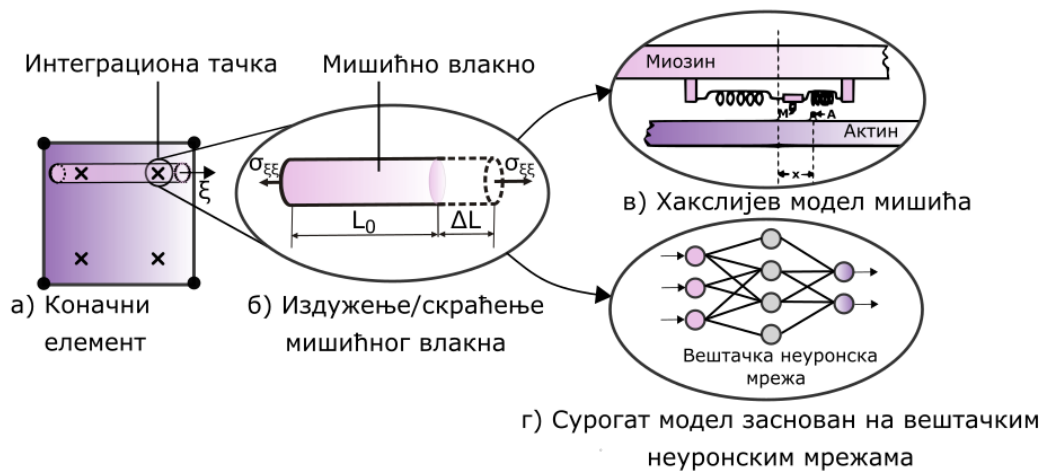 Интеграциона тачка
Мишићно влакно
ξ
σξξ
σξξ
L0
ΔL
Миозин
M
A
Актин
x
а) Коначни
елемент
б) Издужење/скраћење
мишићног влакна
в) Хакслијев модел мишића
Вештачка неуронска
мрежа
г) Сурогат модел заснован на вештачким
неуронским мрежама